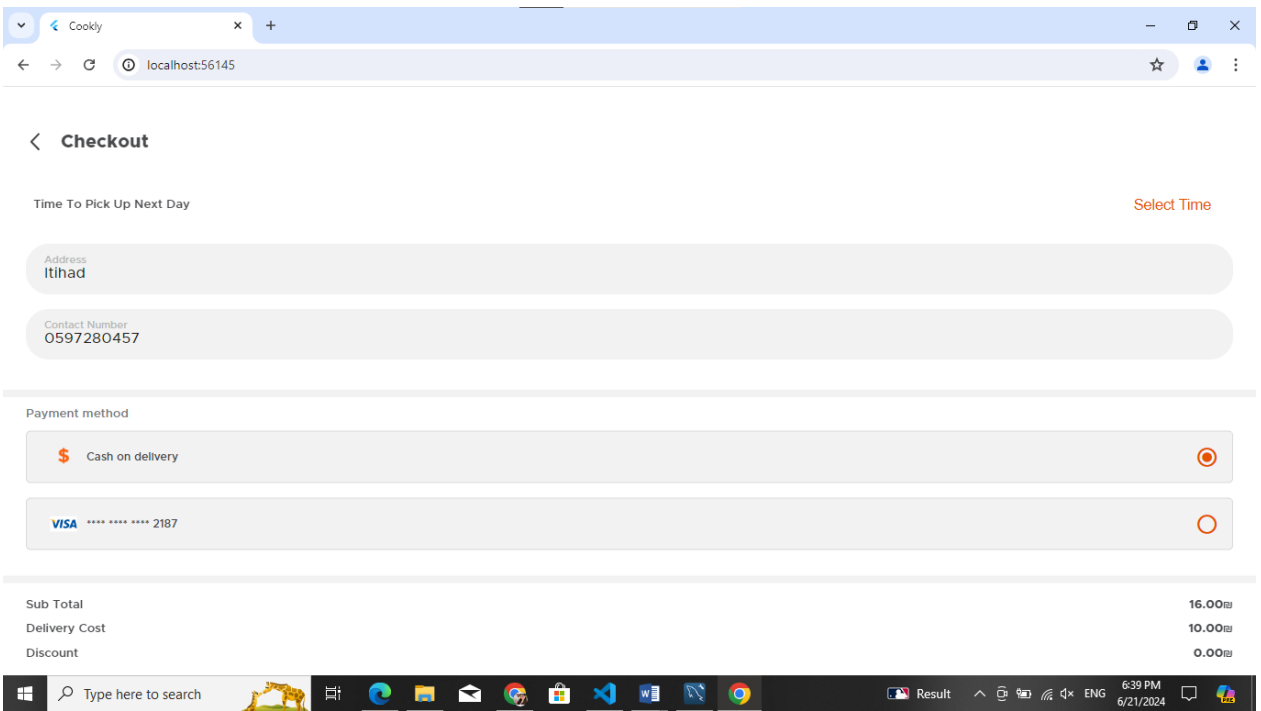 Cookly
localhost:56145
Checkout
Time To Pick Up Next Day
Select Time
Address
Itihad
Contact Number
0597280457
Payment method
$ Cash on delivery
VISA **** **** **** 2187
Sub Total 16.00₪
Delivery Cost 10.00₪
Discount 0.00₪
Type here to search
Result
ENG
6:39 PM
6/21/2024